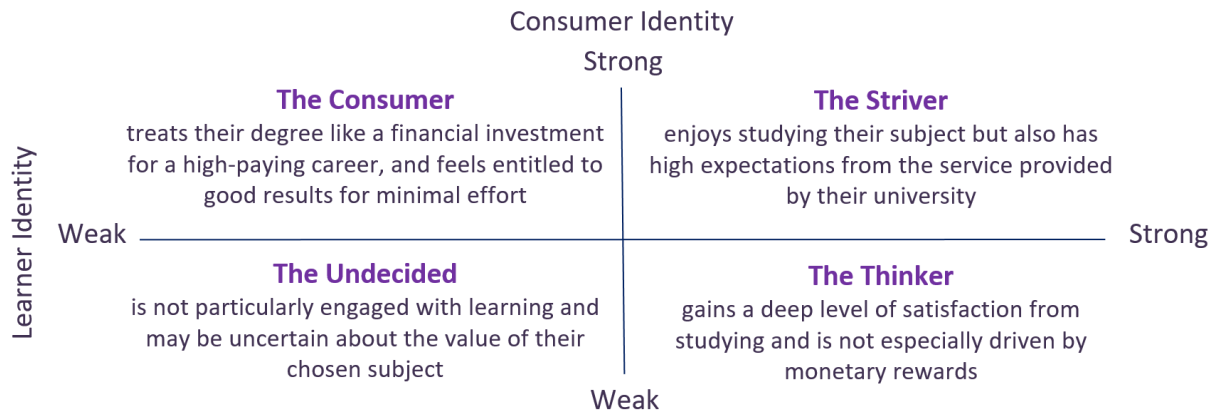 Consumer Identity
Strong
The Consumer
treats their degree like a financial investment
for a high-paying career, and feels entitled to
good results for minimal effort
The Striver
enjoys studying their subject but also has
high expectations from the service provided
by their university
Learner Identity
Weak
Strong
The Undecided
is not particularly engaged with learning and
may be uncertain about the value of their
chosen subject
The Thinker
gains a deep level of satisfaction from
studying and is not especially driven by
monetary rewards
Weak